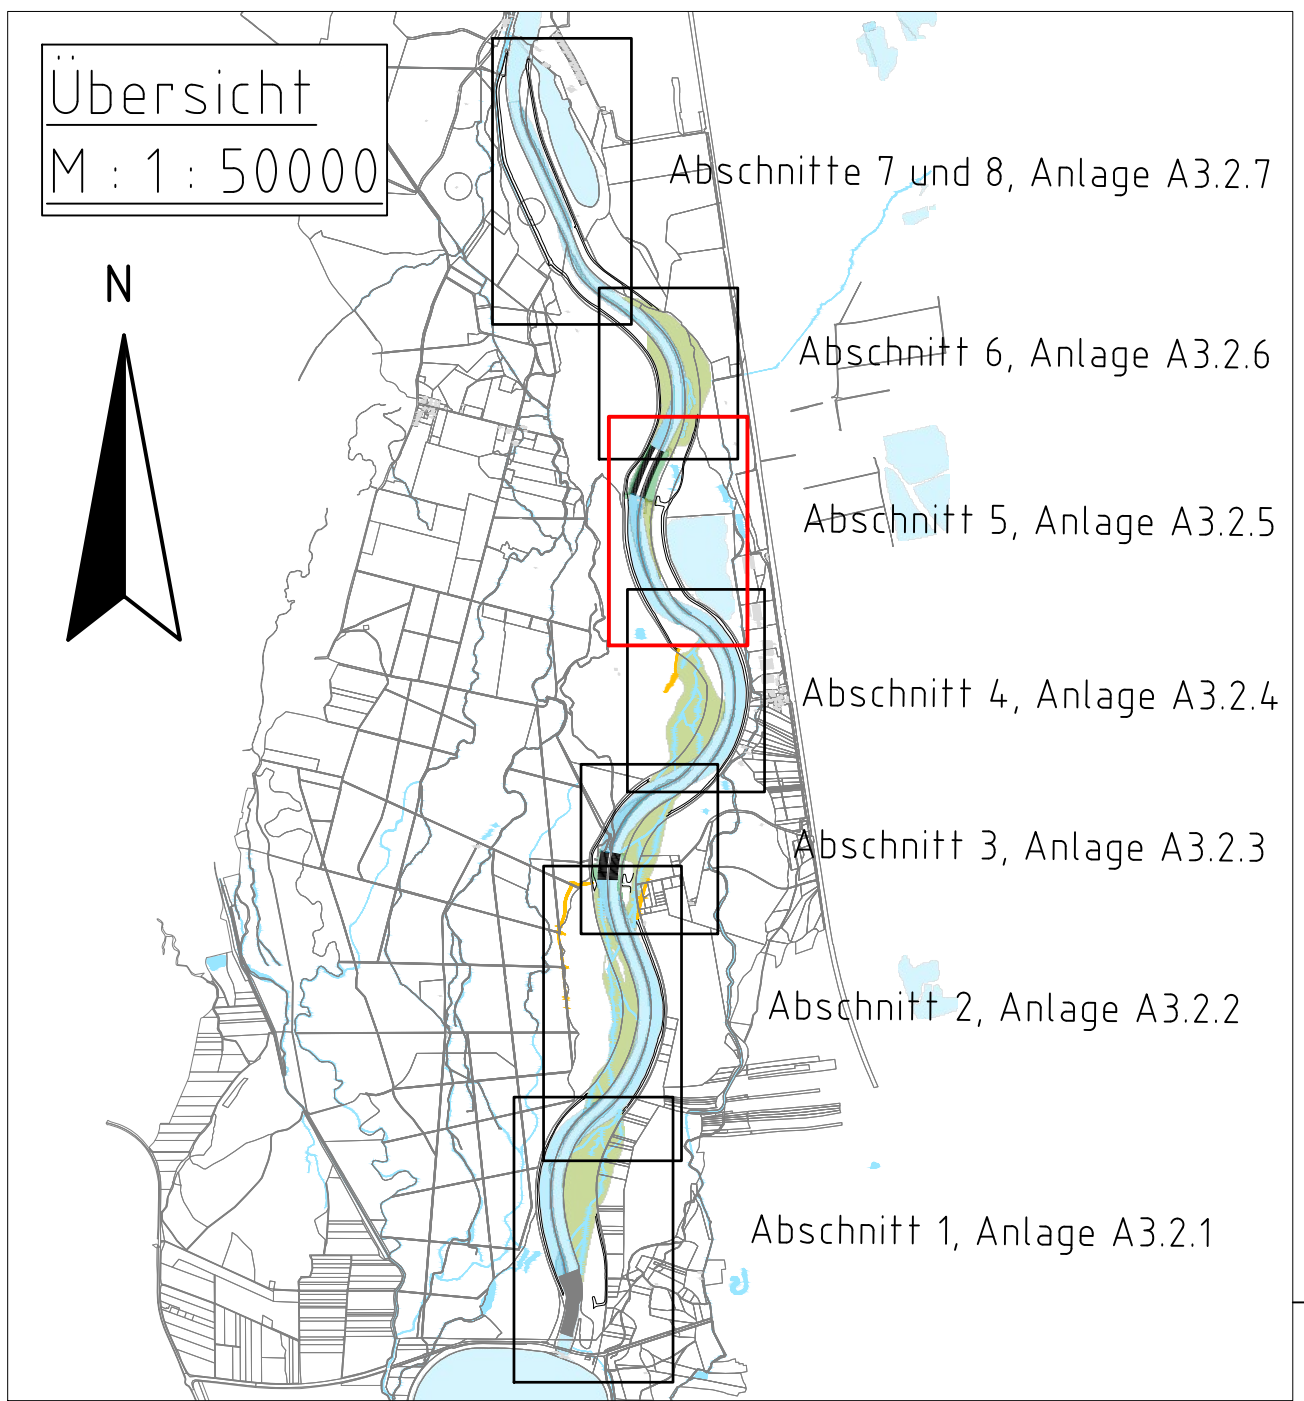 Übersicht
M : 1 : 50000
N
Abschnitte 7 und 8, Anlage A3.2.7
Abschnitt 6, Anlage A3.2.6
Abschnitt 5, Anlage A3.2.5
Abschnitt 4, Anlage A3.2.4
Abschnitt 3, Anlage A3.2.3
Abschnitt 2, Anlage A3.2.2
Abschnitt 1, Anlage A3.2.1